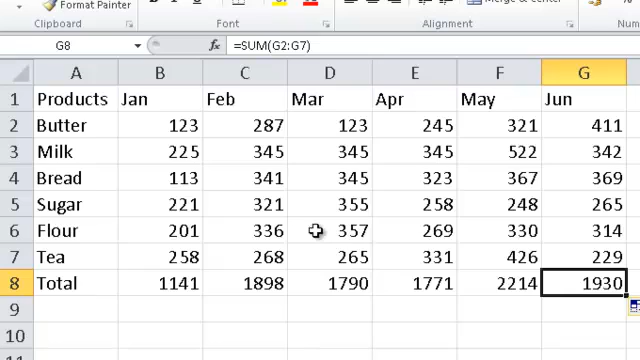 Format Painter
Merge & Center
Clipboard
Font
Alignment
G8 fx =SUM(G2:G7)
A B C D E F G
1 Products Jan Feb Mar Apr May Jun
2 Butter 123 287 123 245 321 411
3 Milk 225 345 345 345 522 342
4 Bread 113 341 345 323 367 369
5 Sugar 221 321 355 258 248 265
6 Flour 201 336 357 269 330 314
7 Tea 258 268 265 331 426 229
8 Total 1141 1898 1790 1771 2214 1930
9
10
11